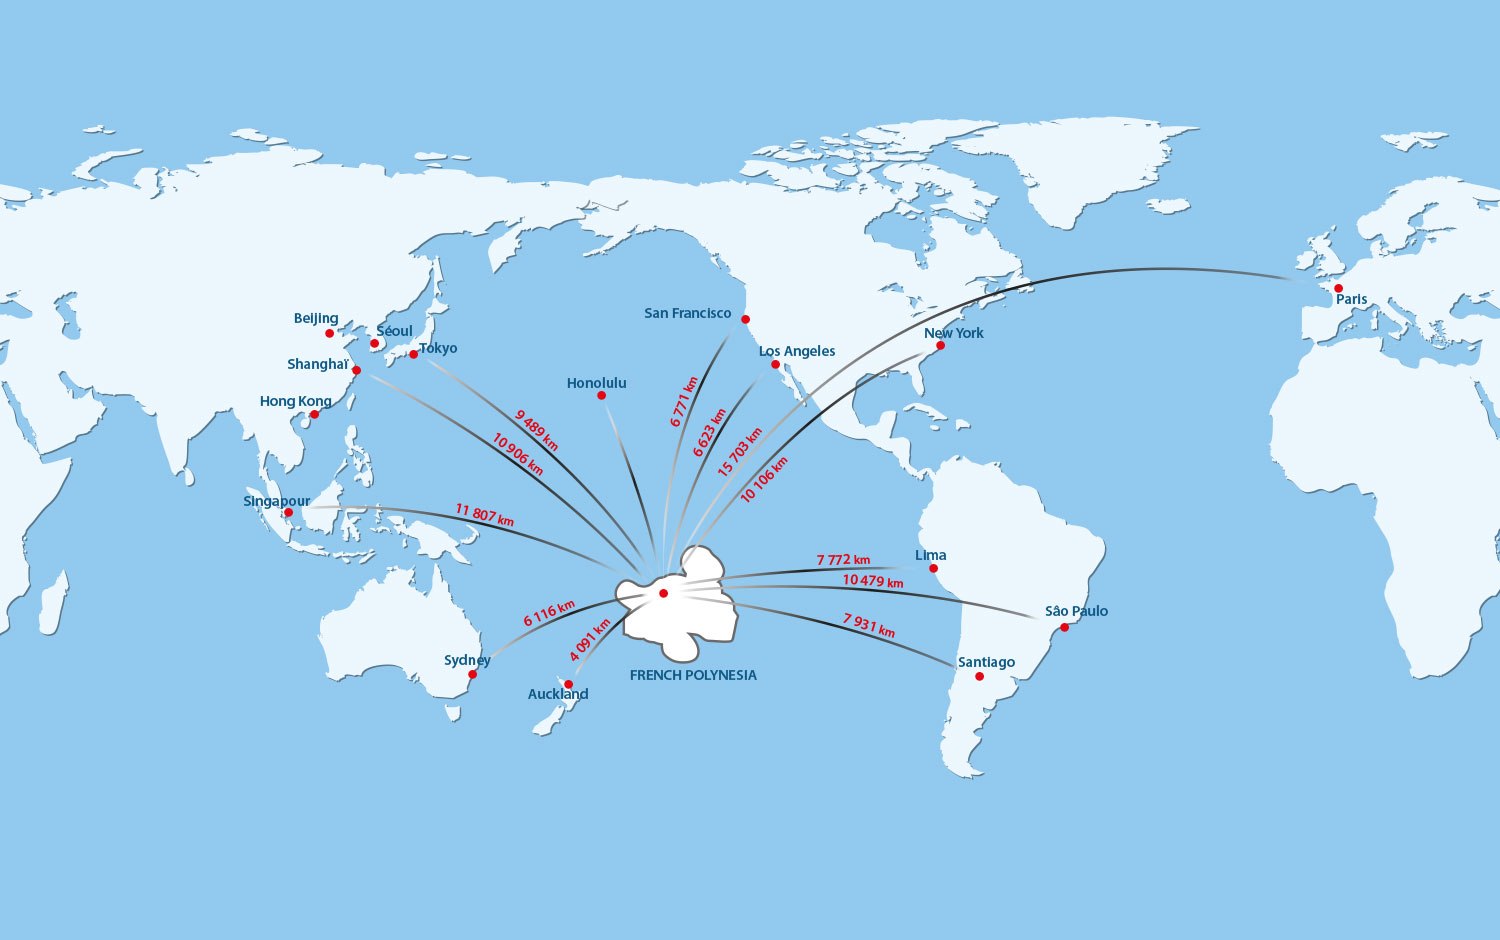 San Francisco
Paris
Beijing
Séoul
New York
Tokyo
Los Angeles
Shanghaï
Honolulu
Hong Kong
6 771 km
9 489 km
6 623 km
15 703 km
10 906 km
10 106 km
Singapour
11 807 km
Lima
7 772 km
10 479 km
6 116 km
Sâo Paulo
7 931 km
4 091 km
Sydney
Santiago
FRENCH POLYNESIA
Auckland